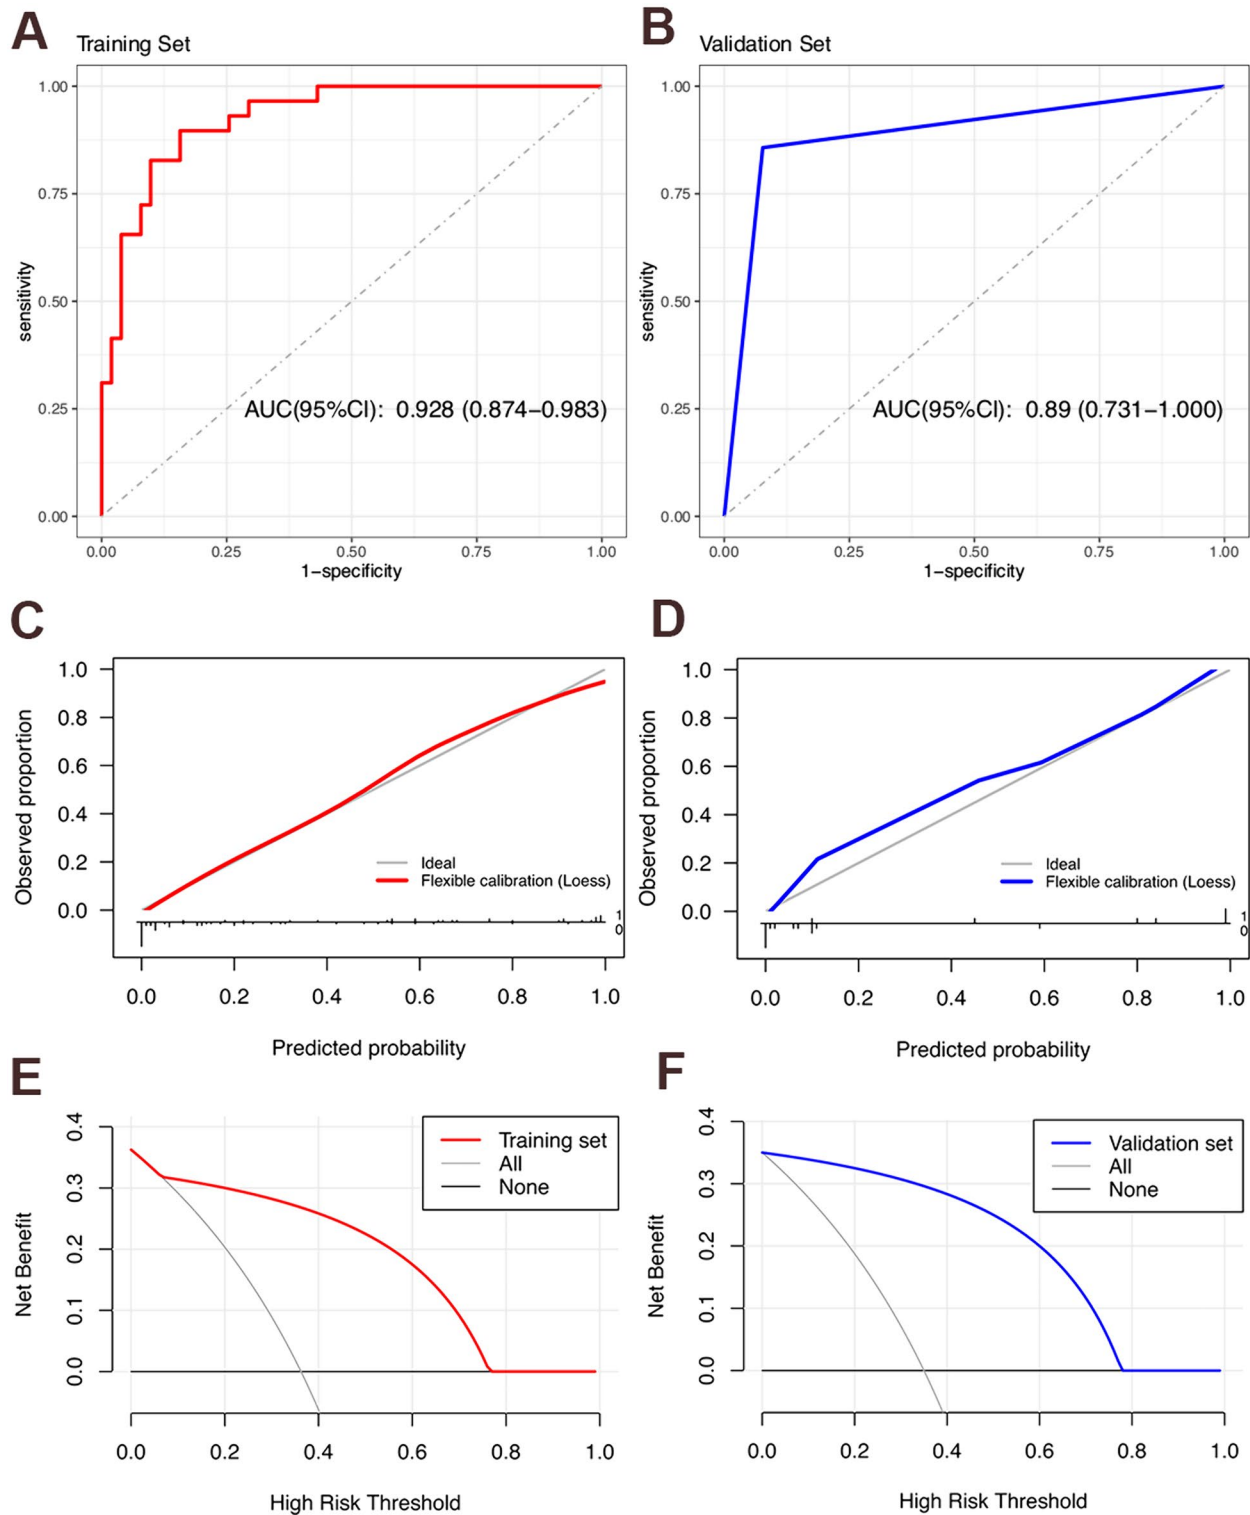 A
Training Set
1.00
0.75
0.50
0.25
0.00
sensitivity
AUC(95%CI): 0.928 (0.874−0.983)
0.00 0.25 0.50 0.75 1.00
1−specificity
B
Validation Set
1.00
0.75
0.50
0.25
0.00
sensitivity
AUC(95%CI): 0.89 (0.731−1.000)
0.00 0.25 0.50 0.75 1.00
1−specificity
C
1.0
0.8
0.6
0.4
0.2
0.0
Observed proportion
Ideal
Flexible calibration (Loess)
1
0
0.0 0.2 0.4 0.6 0.8 1.0
Predicted probability
D
1.0
0.8
0.6
0.4
0.2
0.0
Observed proportion
Ideal
Flexible calibration (Loess)
1
0
0.0 0.2 0.4 0.6 0.8 1.0
Predicted probability
E
0.4
0.3
0.2
0.1
0.0
Net Benefit
Training set
All
None
0.0 0.2 0.4 0.6 0.8 1.0
High Risk Threshold
F
0.4
0.3
0.2
0.1
0.0
Net Benefit
Validation set
All
None
0.0 0.2 0.4 0.6 0.8 1.0
High Risk Threshold